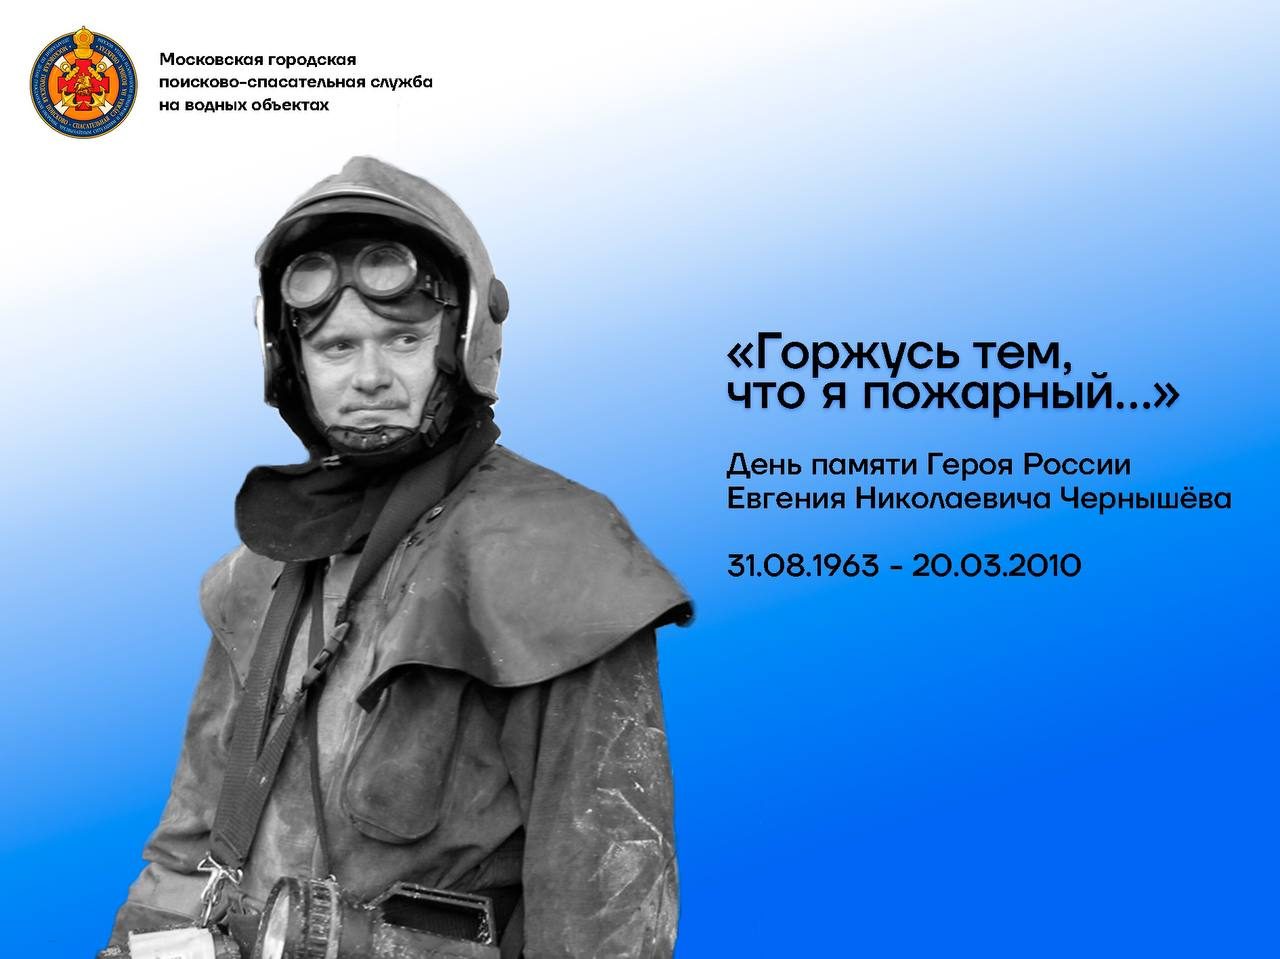 Московская городская
поисково-спасательная служба
на водных объектах
«Горжусь тем,
что я пожарный...»
День памяти Героя России
Евгения Николаевича Чернышёва
31.08.1963 - 20.03.2010